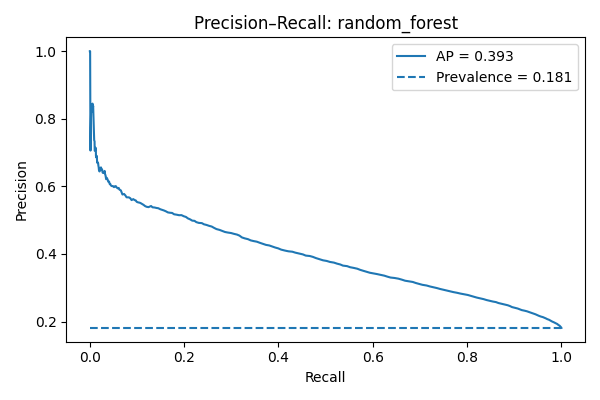 Precision–Recall: random_forest
AP = 0.393
Prevalence = 0.181
Precision
1.0
0.8
0.6
0.4
0.2
0.0 0.2 0.4 0.6 0.8 1.0
Recall